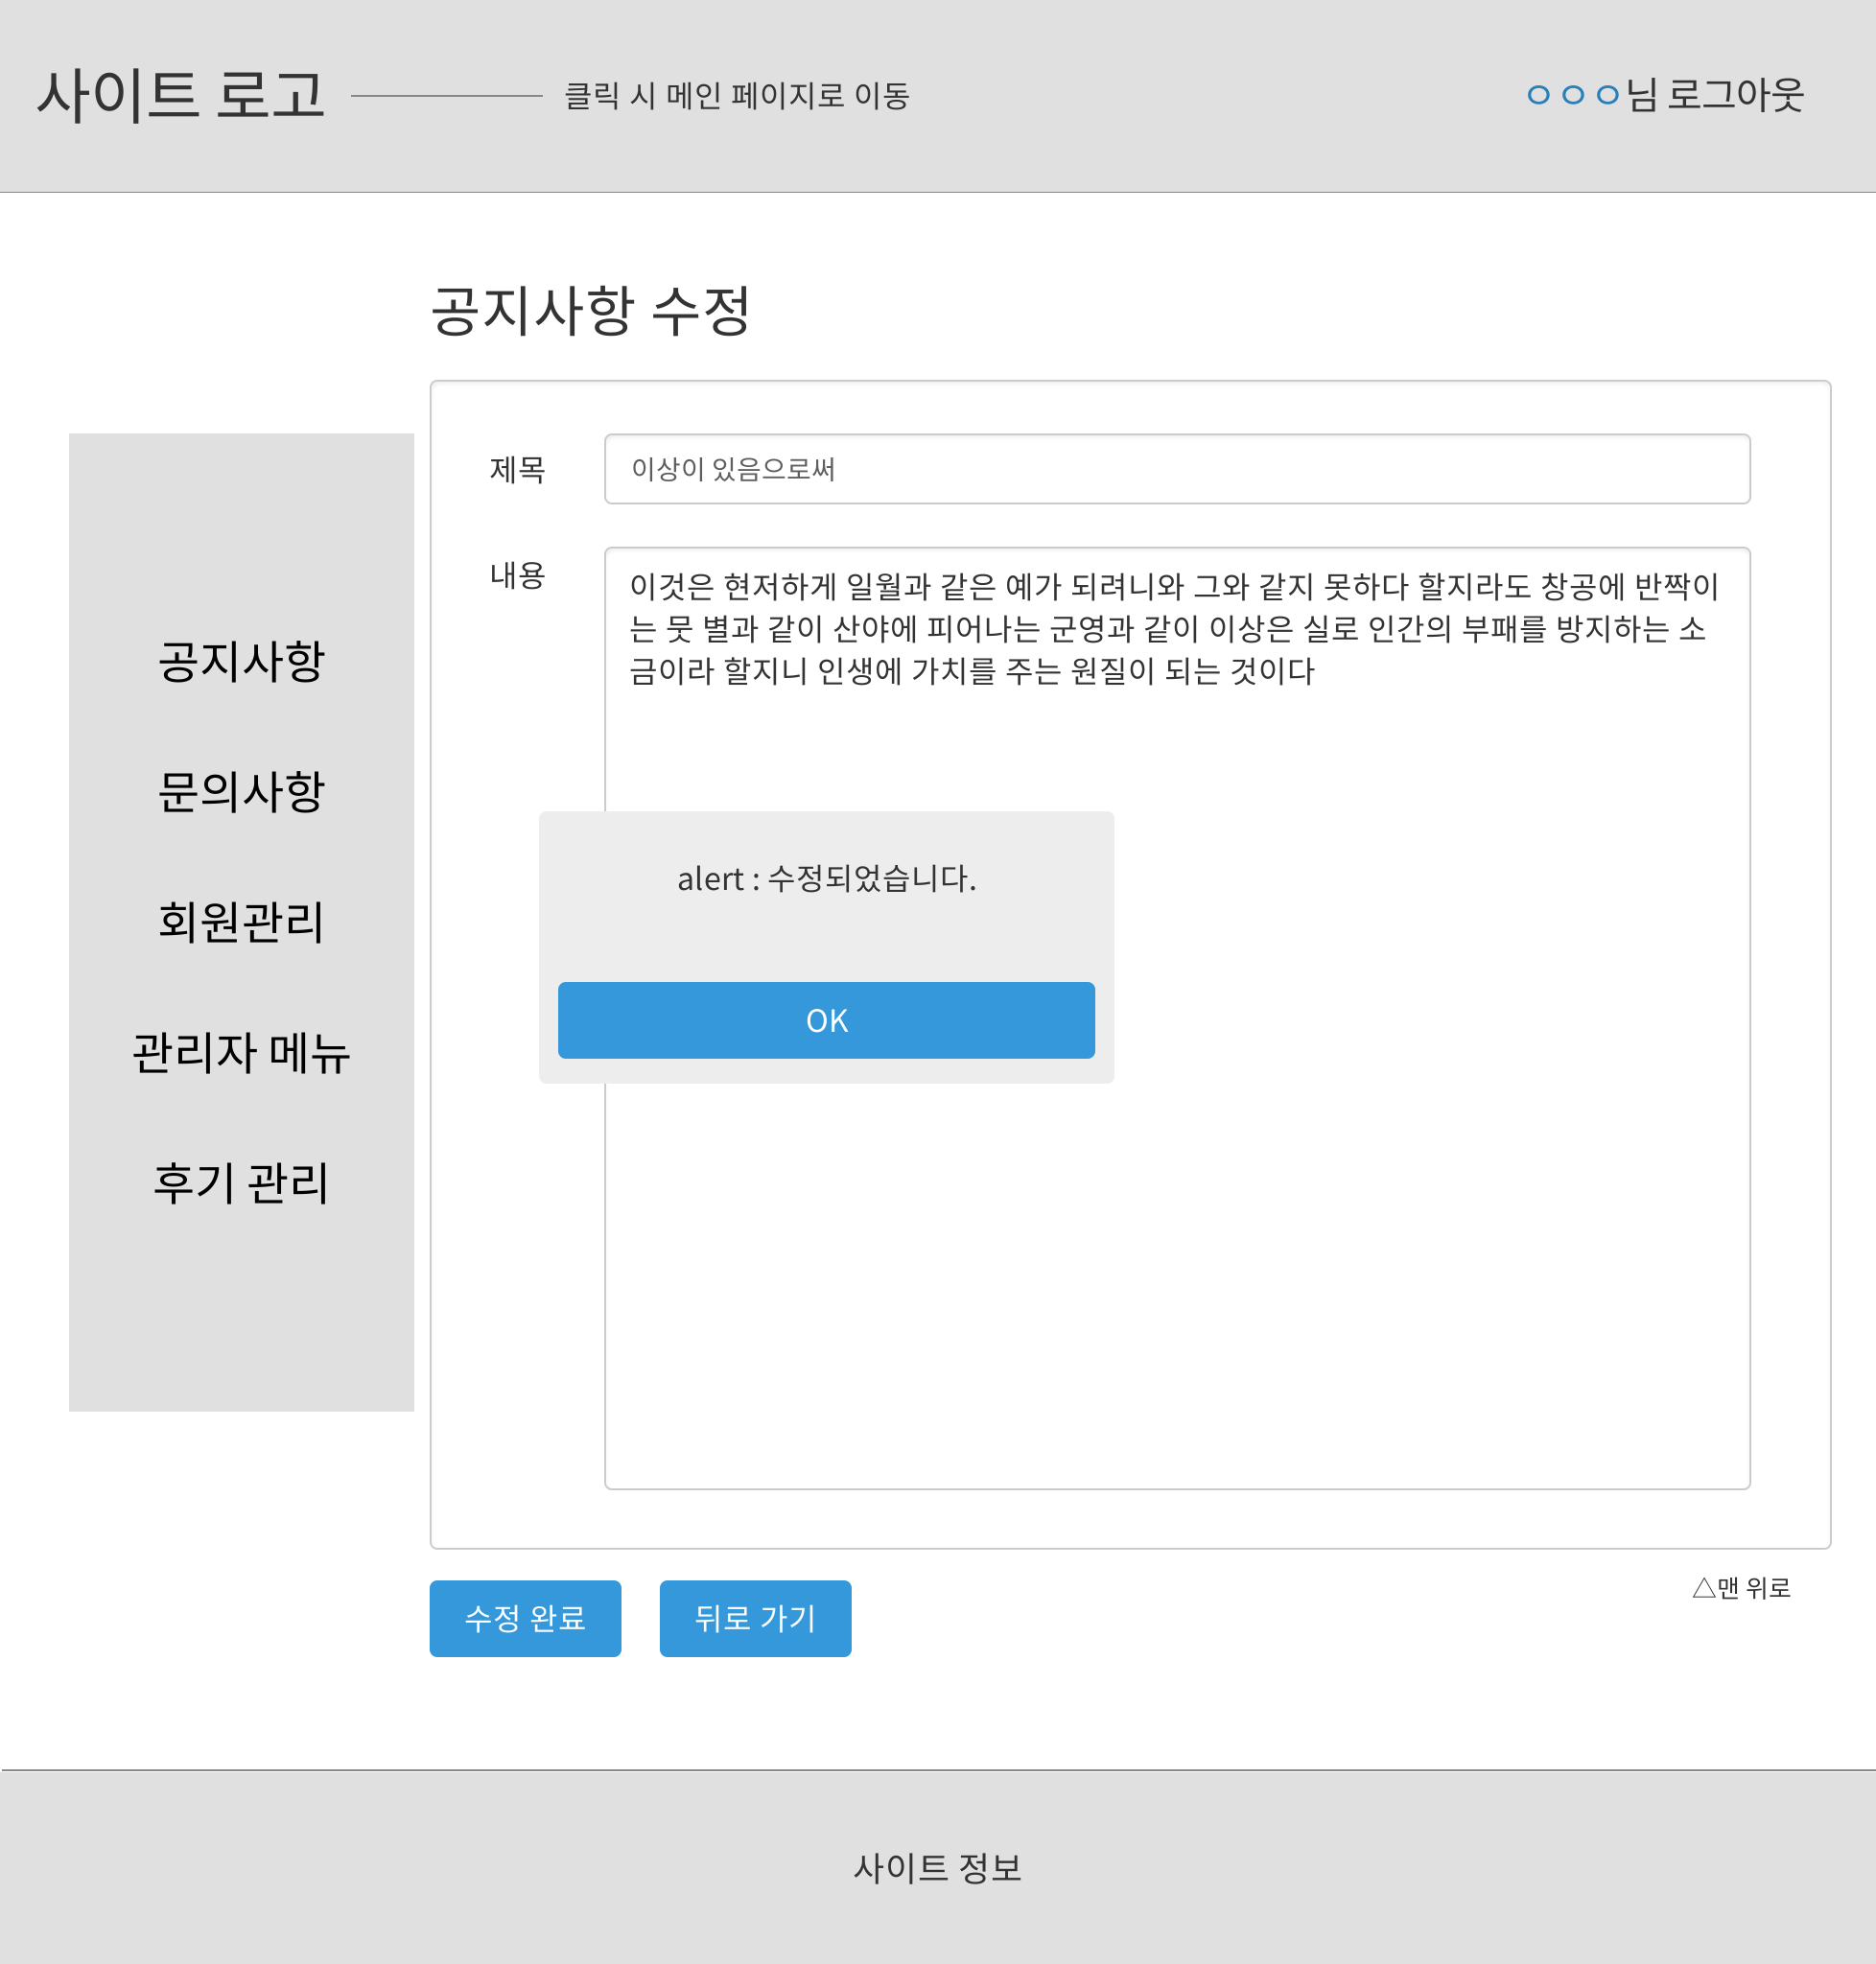 사이트 로고
클릭 시 메인 페이지로 이동
ㅇㅇㅇ님 로그아웃
공지사항 수정
공지사항
문의사항
회원관리
관리자 메뉴
후기 관리
제목
이상이 있음으로써
내용
이것은 현저하게 일월과 같은 예가 되려니와 그와 같지 못하다 할지라도 창공에 반짝이
는 뭇 별과 같이 산야에 피어나는 군영과 같이 이상은 실로 인간의 부패를 방지하는 소
금이라 할지니 인생에 가치를 주는 원질이 되는 것이다
alert : 수정되었습니다.
OK
수정 완료
뒤로 가기
△맨 위로
사이트 정보